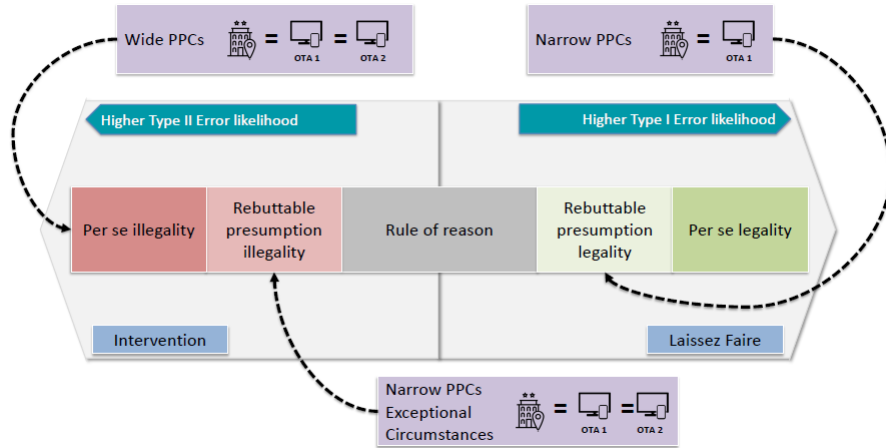 Wide PPCs
=
OTA 1
=
OTA 2
Narrow PPCs
=
OTA 1
Higher Type II Error likelihood
Higher Type I Error likelihood
Per se illegality
Rebuttable
presumption
illegality
Rule of reason
Rebuttable
presumption
legality
Per se legality
Intervention
Laissez Faire
Narrow PPCs
Exceptional
Circumstances
=
OTA 1
=
OTA 2